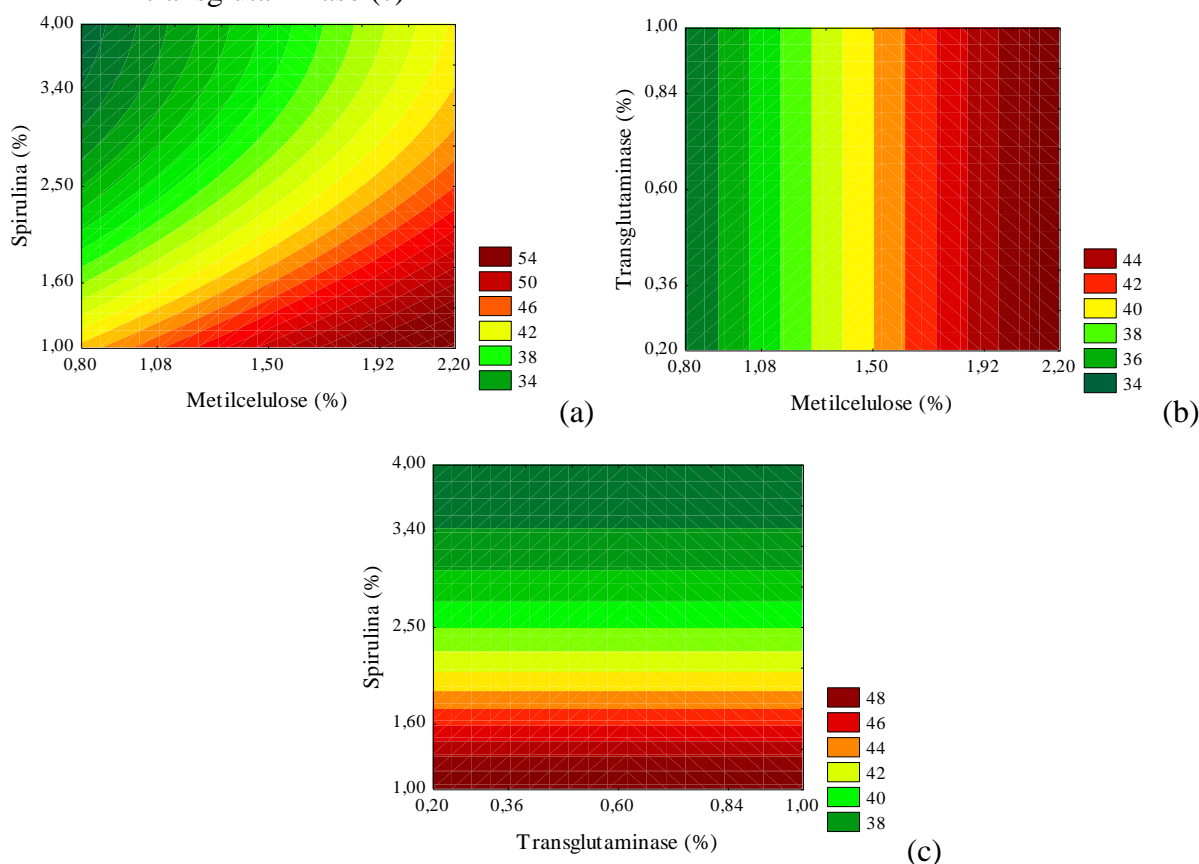 4,00
3,40
2,50
1,60
1,00
Spirulina (%)
0,80 1,08 1,50 1,92 2,20
Metilcelulose (%)
54
50
46
42
38
34
(a)
1,00
0,84
0,60
0,36
0,20
Transglutaminase (%)
0,80 1,08 1,50 1,92 2,20
Metilcelulose (%)
44
42
40
38
36
34
(b)
4,00
3,40
2,50
1,60
1,00
Spirulina (%)
0,20 0,36 0,60 0,84 1,00
Transglutaminase (%)
48
46
44
42
40
38
(c)